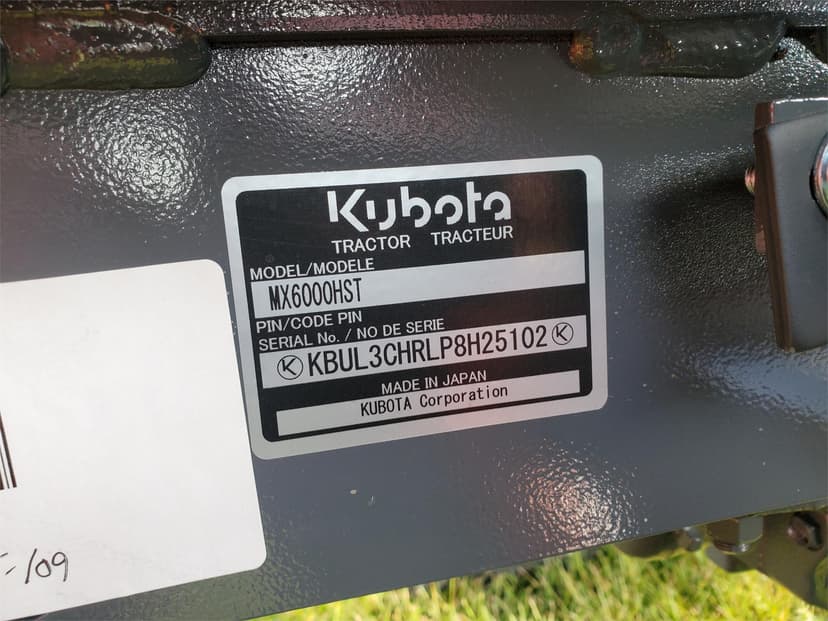 Kubota
TRACTOR TRACTEUR
MODEL/MODELE
MX6000HST
PIN/CODE PIN
SERIAL No. / NO DE SERIE
KBUL3CHRLP8H25102
MADE IN JAPAN
KUBOTA Corporation
-109